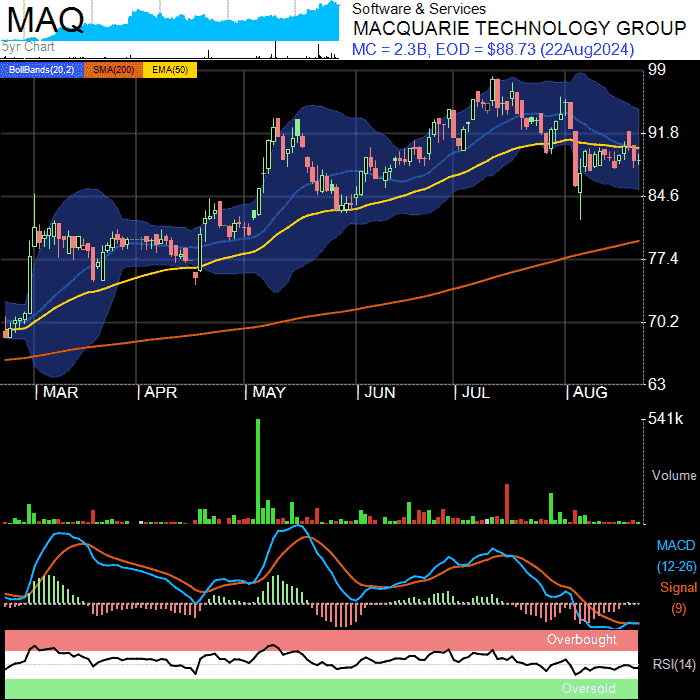 MAQ
5yr Chart
Software & Services
MACQUARIE TECHNOLOGY GROUP
MC = 2.3B, EOD = $88.73 (22Aug2024)
BollBands(20,2) SMA(200) EMA(50)
99
91.8
84.6
77.4
70.2
63
| MAR | APR | MAY | JUN | JUL | AUG
541k
Volume
MACD
(12-26)
Signal
(9)
Overbought
RSI(14)
Oversold